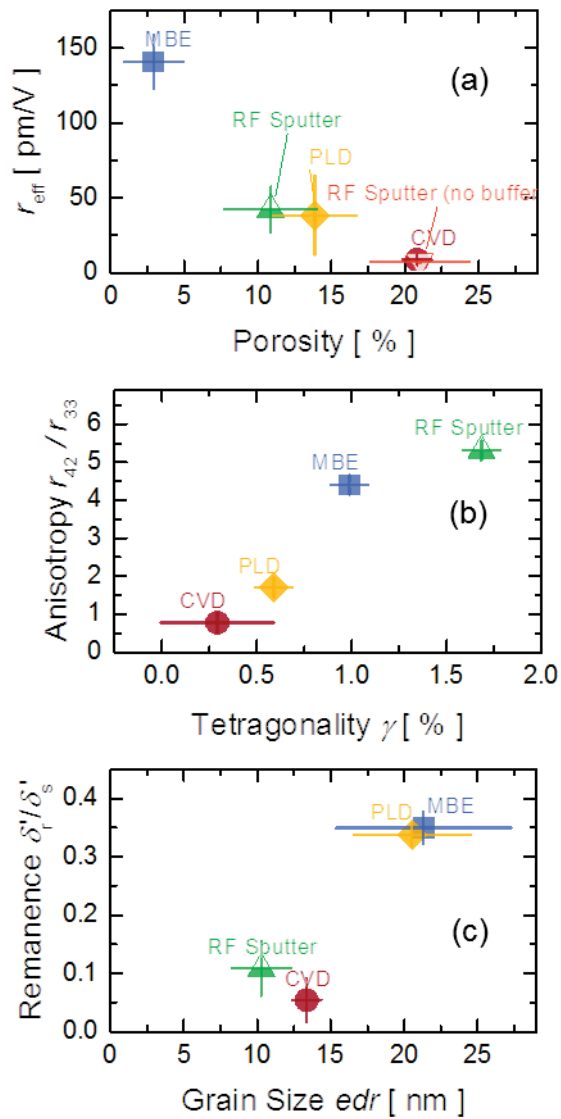 (a)
MBE
RF Sputter
PLD
RF Sputter (no buffer
CVD
150
100
50
0
r_eff [ pm/V]
0 5 10 15 20 25
Porosity [ % ]
(b)
RF Sputter
MBE
PLD
CVD
6
5
4
3
2
1
0
Anisotropy r_42 / r_33
0.0 0.5 1.0 1.5 2.0
Tetragonality γ [ % ]
(c)
PLD MBE
RF Sputter
CVD
0.4
0.3
0.2
0.1
0.0
Remanence δ'_r/δ'_s
0 5 10 15 20 25
Grain Size edr [ nm ]